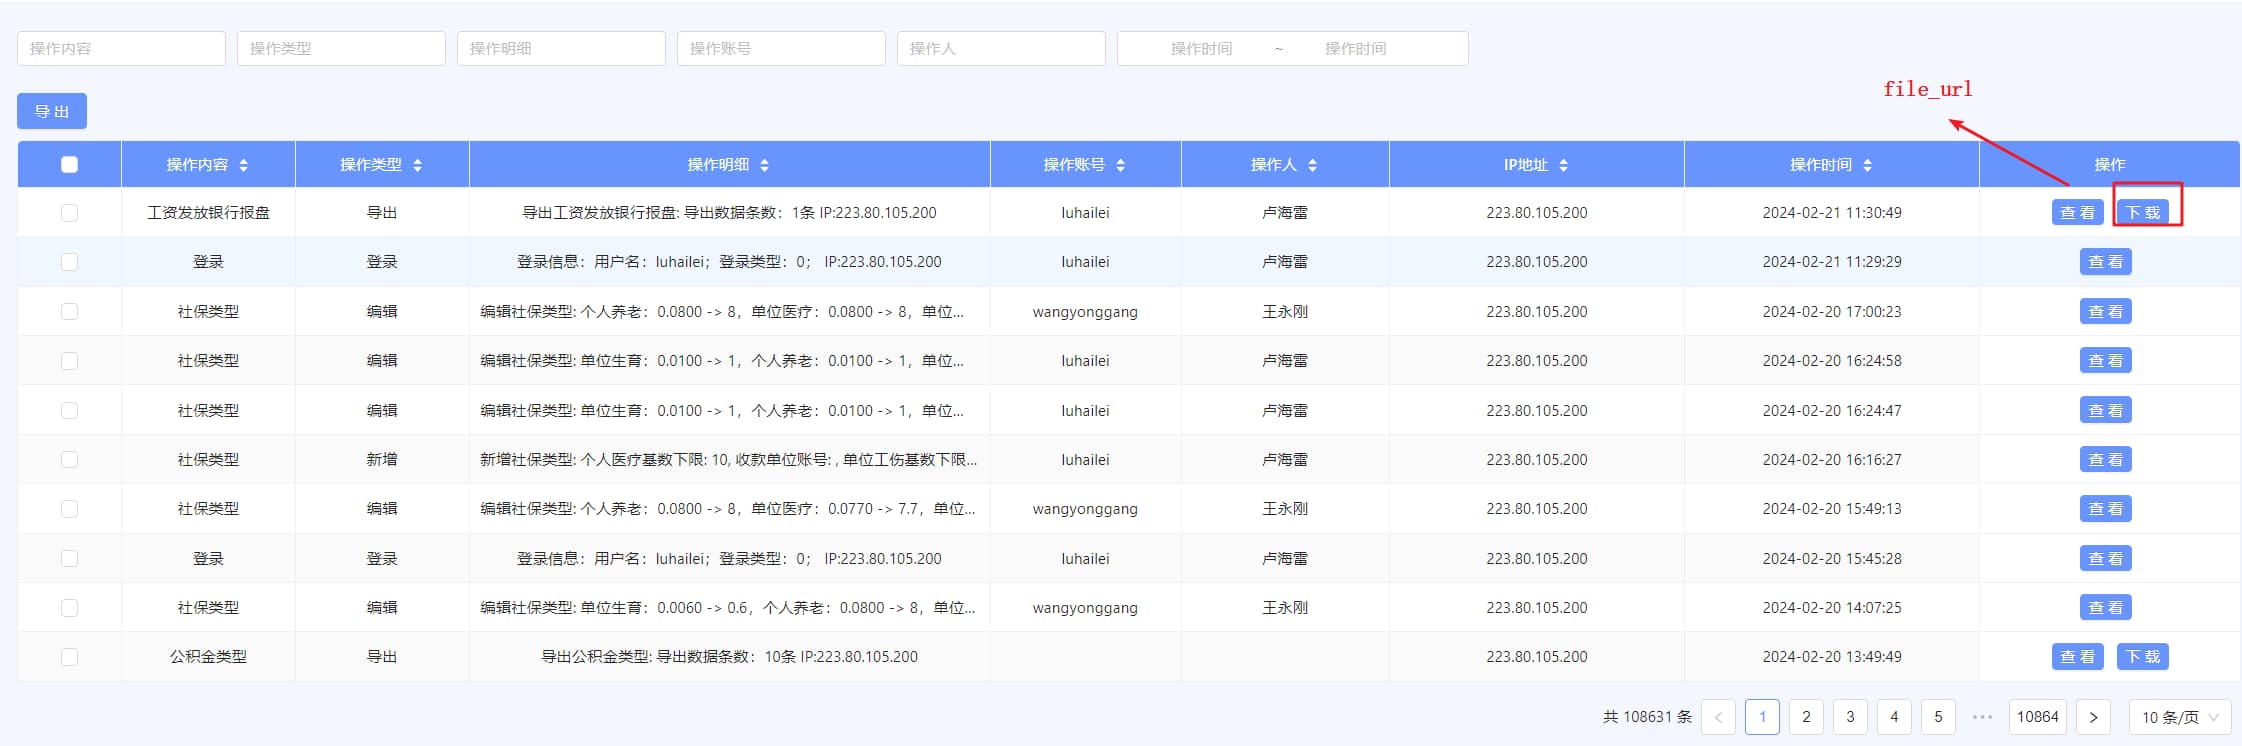 操作内容 操作类型 操作明细 操作账号 操作人 操作时间 ~ 操作时间
file_url
导出
操作内容 操作类型 操作明细 操作账号 操作人 IP地址 操作时间 操作
工资发放银行报盘 导出 导出工资发放银行报盘: 导出数据条数：1条 IP:223.80.105.200 luhailei 卢海雷 223.80.105.200 2024-02-21 11:30:49 查看 下载
登录 登录 登录信息：用户名：luhailei；登录类型：0； IP:223.80.105.200 luhailei 卢海雷 223.80.105.200 2024-02-21 11:29:29 查看
社保类型 编辑 编辑社保类型: 个人养老：0.0800 -> 8，单位医疗：0.0800 -> 8，单位... wangyonggang 王永刚 223.80.105.200 2024-02-20 17:00:23 查看
社保类型 编辑 编辑社保类型: 单位生育：0.0100 -> 1，个人养老：0.0100 -> 1，单位... luhailei 卢海雷 223.80.105.200 2024-02-20 16:24:58 查看
社保类型 编辑 编辑社保类型: 单位生育：0.0100 -> 1，个人养老：0.0100 -> 1，单位... luhailei 卢海雷 223.80.105.200 2024-02-20 16:24:47 查看
社保类型 新增 新增社保类型: 个人医疗基数下限: 10, 收款单位账号: , 单位工伤基数下限... luhailei 卢海雷 223.80.105.200 2024-02-20 16:16:27 查看
社保类型 编辑 编辑社保类型: 个人养老：0.0800 -> 8，单位医疗：0.0770 -> 7.7，单位... wangyonggang 王永刚 223.80.105.200 2024-02-20 15:49:13 查看
登录 登录 登录信息：用户名：luhailei；登录类型：0； IP:223.80.105.200 luhailei 卢海雷 223.80.105.200 2024-02-20 15:45:28 查看
社保类型 编辑 编辑社保类型: 单位生育：0.0060 -> 0.6，个人养老：0.0800 -> 8，单位... wangyonggang 王永刚 223.80.105.200 2024-02-20 14:07:25 查看
公积金类型 导出 导出公积金类型: 导出数据条数：10条 IP:223.80.105.200 223.80.105.200 2024-02-20 13:49:49 查看 下载
共 108631 条 < 1 2 3 4 5 ••• 10864 > 10 条/页